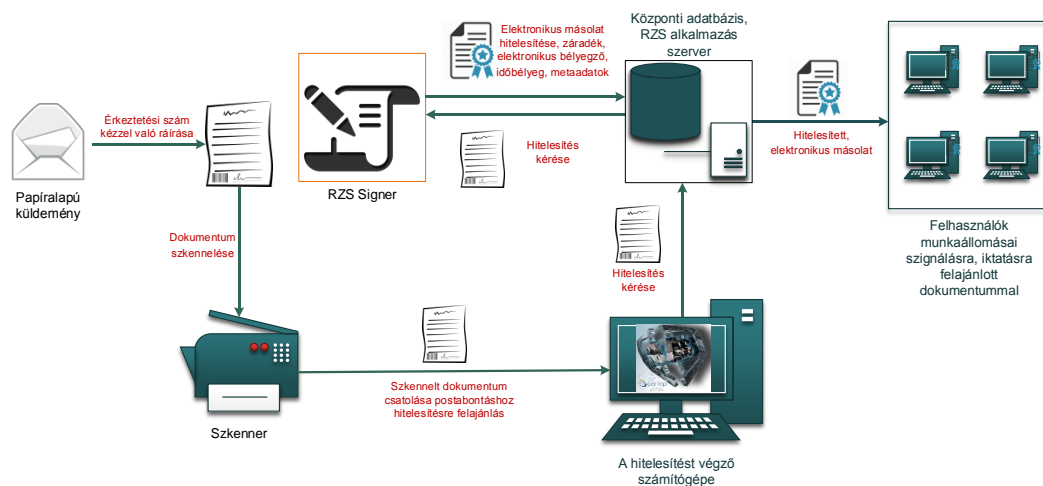 Elektronikus másolat
hitelesítése, záradék,
elektronikus bélyegző,
időbélyeg, metaadatok
Központi adatbázis,
RZS alkalmazás
szerver
Érkeztetési szám
kézzel való ráírása
Hitelesítés
kérése
Hitelesített,
elektronikus másolat
Papíralapú
küldemény
RZS Signer
Dokumentum
szkennelése
Hitelesítés
kérése
Felhasználók
munkaállomásai
szignálásra, iktatásra
felajánlott
dokumentummal
Szkennelt dokumentum
csatolása postabontáshoz
hitelesítésre felajánlás
Szkenner
A hitelesítést végző
számítógépe